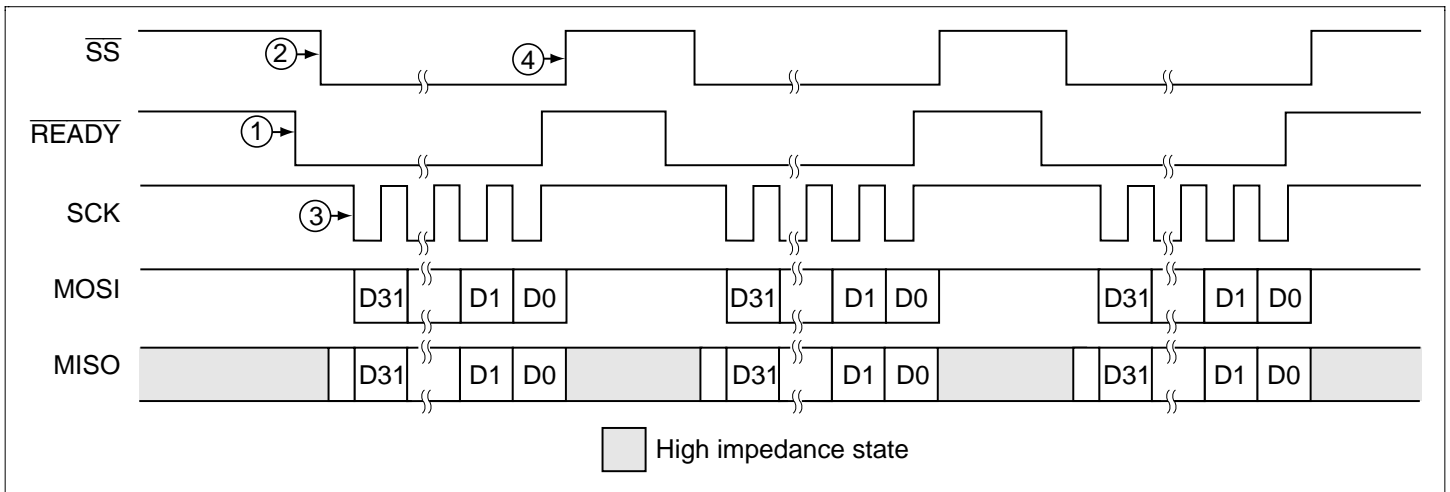 SS ② ④
READY ①
SCK ③
MOSI D31 D1 D0 D31 D1 D0 D31 D1 D0
MISO D31 D1 D0 D31 D1 D0 D31 D1 D0
High impedance state